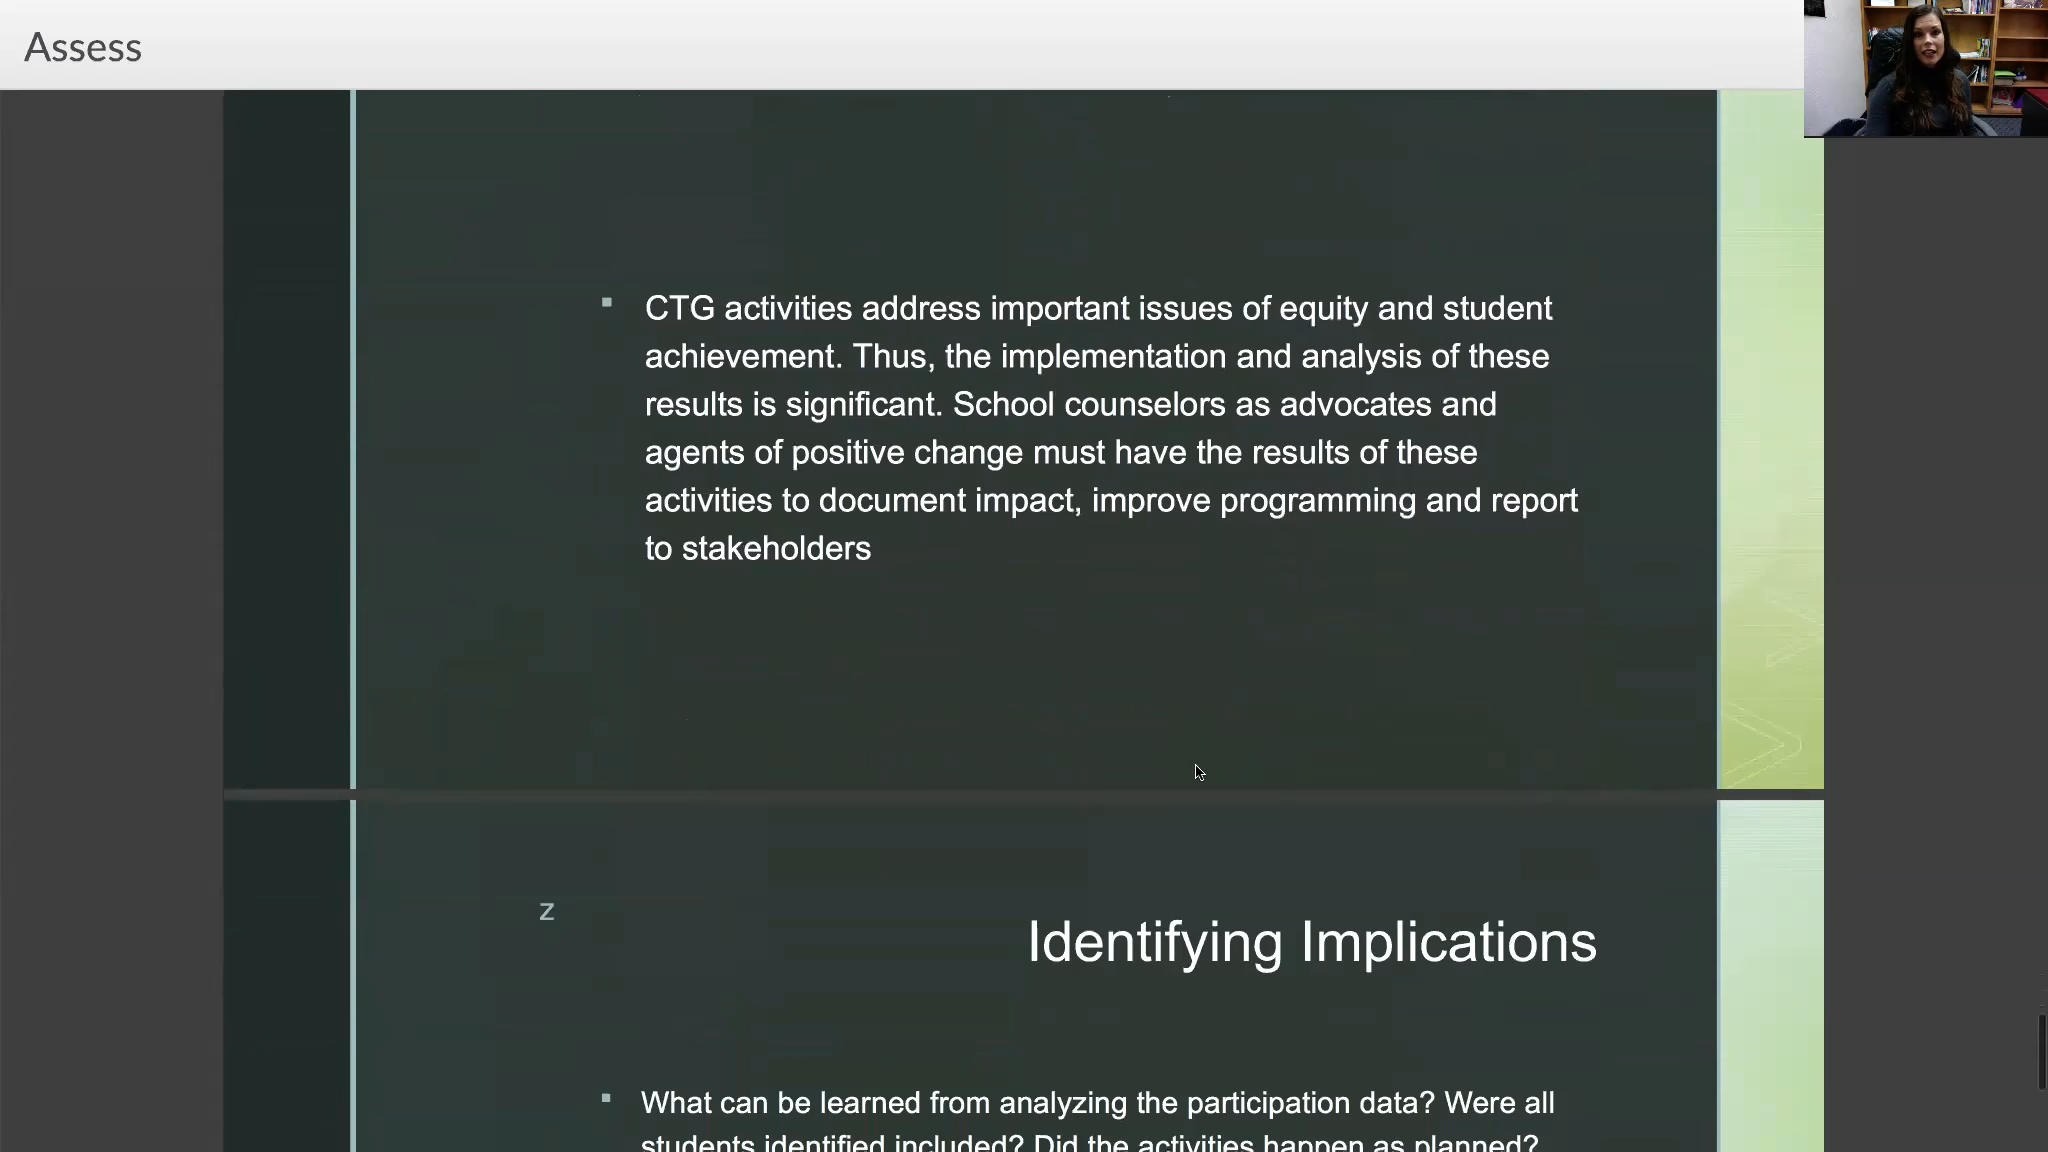 Assess
CTG activities address important issues of equity and student
achievement. Thus, the implementation and analysis of these
results is significant. School counselors as advocates and
agents of positive change must have the results of these
activities to document impact, improve programming and report
to stakeholders
z
Identifying Implications
What can be learned from analyzing the participation data? Were all
students identified included? Did the activities happen as planned?